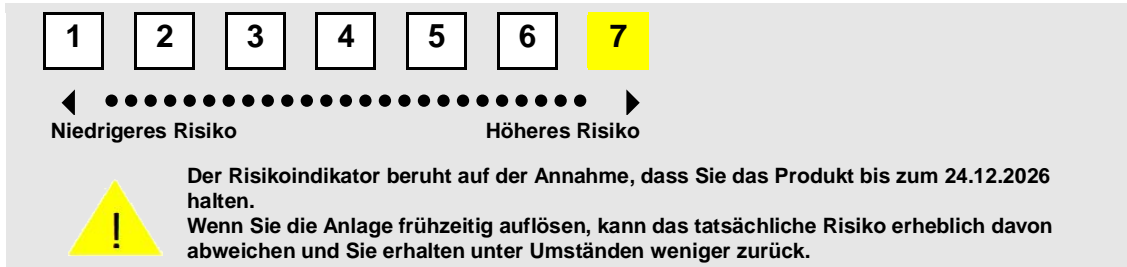 1 2 3 4 5 6 7
Niedrigeres Risiko Höheres Risiko
Der Risikoindikator beruht auf der Annahme, dass Sie das Produkt bis zum 24.12.2026
halten.
Wenn Sie die Anlage frühzeitig auflösen, kann das tatsächliche Risiko erheblich davon
abweichen und Sie erhalten unter Umständen weniger zurück.
!